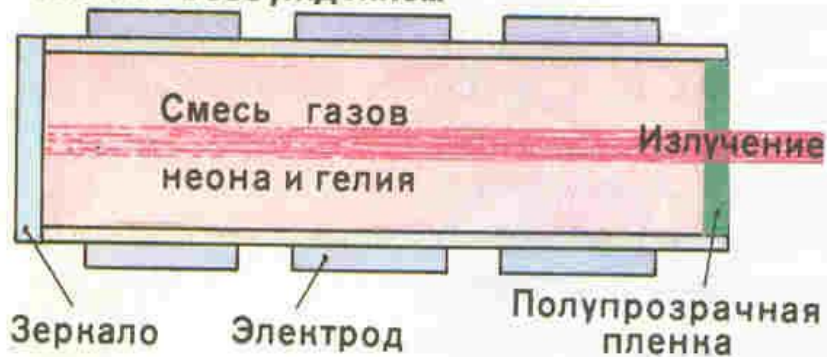 Смесь газов
Излучение
неона и гелия
Зеркало
Электрод
Полупрозрачная
пленка